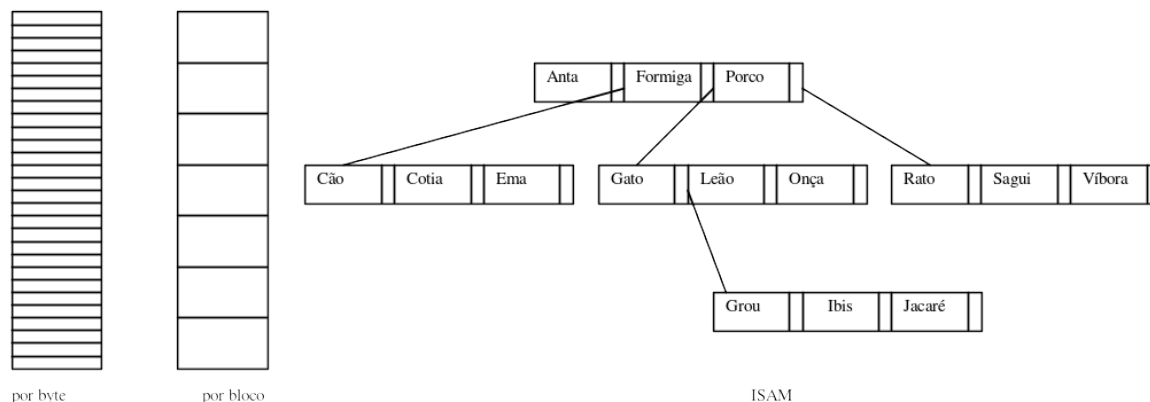 Anta Formiga Porco
Cão Cotia Ema Gato Leão Onça Rato Sagui Víbora
Grou Ibis Jacaré
por byte por bloco ISAM